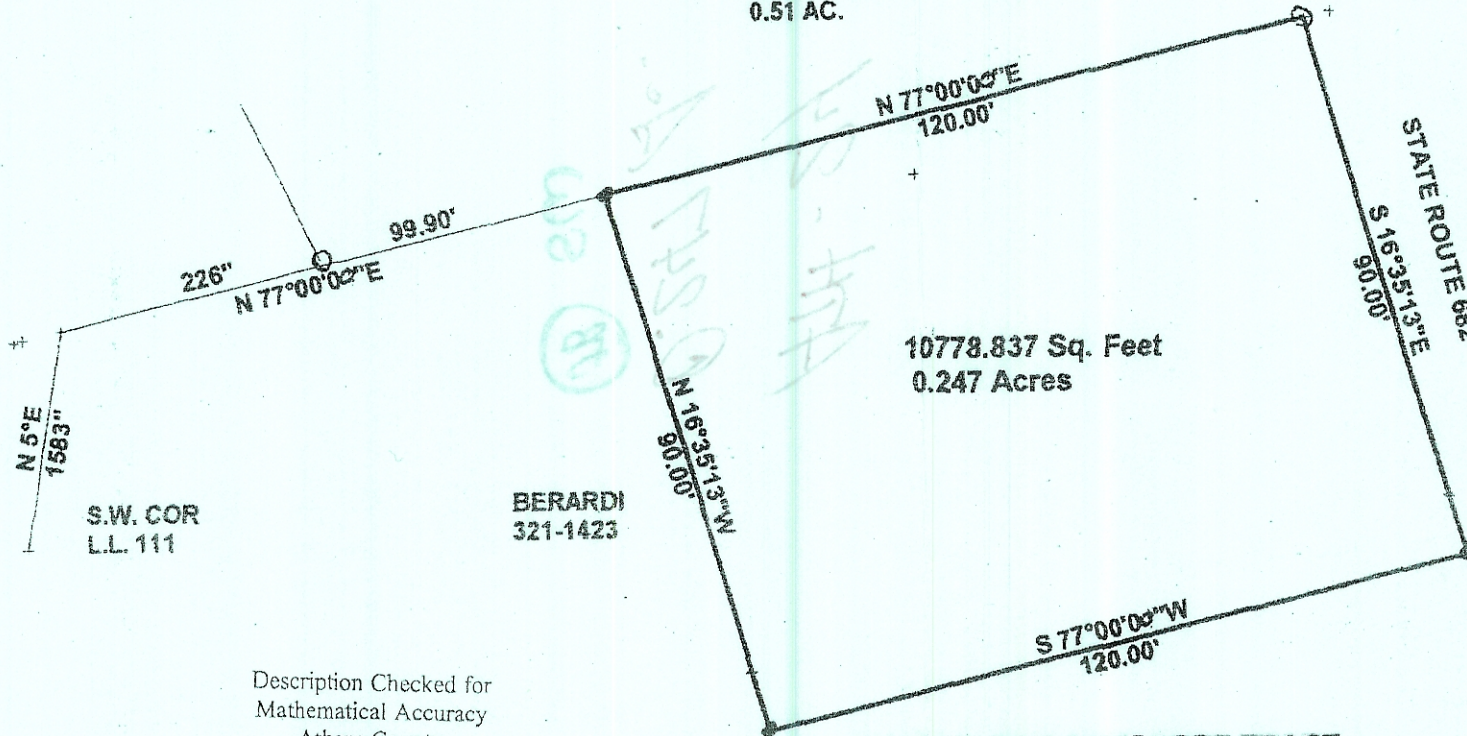 0.51 AC.
N 77°00'00"E
120.00'
99.90'
226"
N 77°00'00"E
STATE ROUTE 682
S 16°35'13"E
90.00'
10778.837 Sq. Feet
0.247 Acres
N 5°E
1583"
N 16°35'13"W
90.00'
S.W. COR
L.L. 111
BERARDI
321-1423
S 77°00'00"W
120.00'
Description Checked for
Mathematical Accuracy